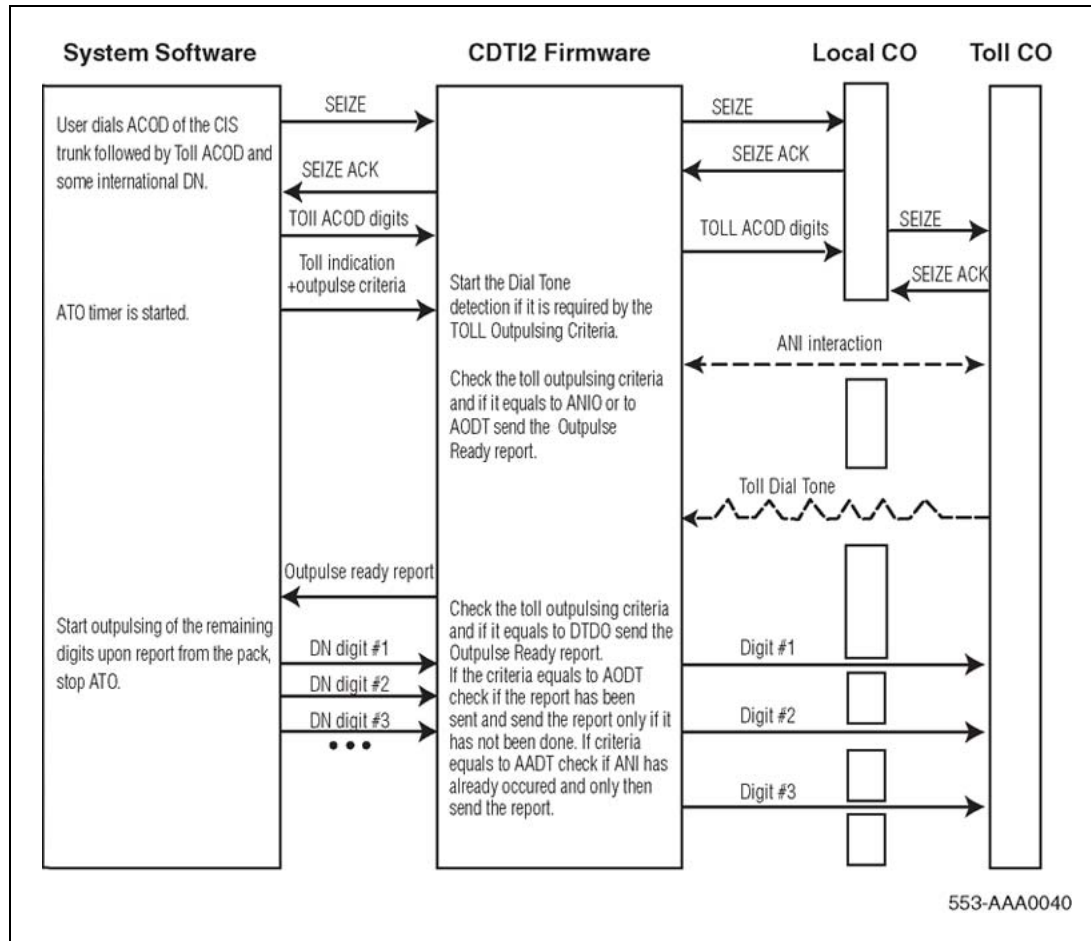 System Software
CDTI2 Firmware
Local CO
Toll CO
User dials ACOD of the CIS
trunk followed by Toll ACOD and
some international DN.
SEIZE
SEIZE
SEIZE ACK
SEIZE ACK
TOll ACOD digits
TOLL ACOD digits
SEIZE
SEIZE ACK
Toll indication
+outpulse criteria
ATO timer is started.
Start the Dial Tone
detection if it is required by the
TOLL Outpulsing Criteria.
ANI interaction
Check the toll outpulsing criteria
and if it equals to ANIO or to
AODT send the Outpulse
Ready report.
Toll Dial Tone
Outpulse ready report
Start outpulsing of the remaining
digits upon report from the pack,
stop ATO.
DN digit #1
DN digit #2
DN digit #3
• • •
Check the toll outpulsing criteria
and if it equals to DTDO send the
Outpulse Ready report.
If the criteria equals to AODT
check if the report has been
sent and send the report only if it
has not been done. If criteria
equals to AADT check if ANI has
already occured and only then
send the report.
Digit #1
Digit #2
Digit #3
553-AAA0040